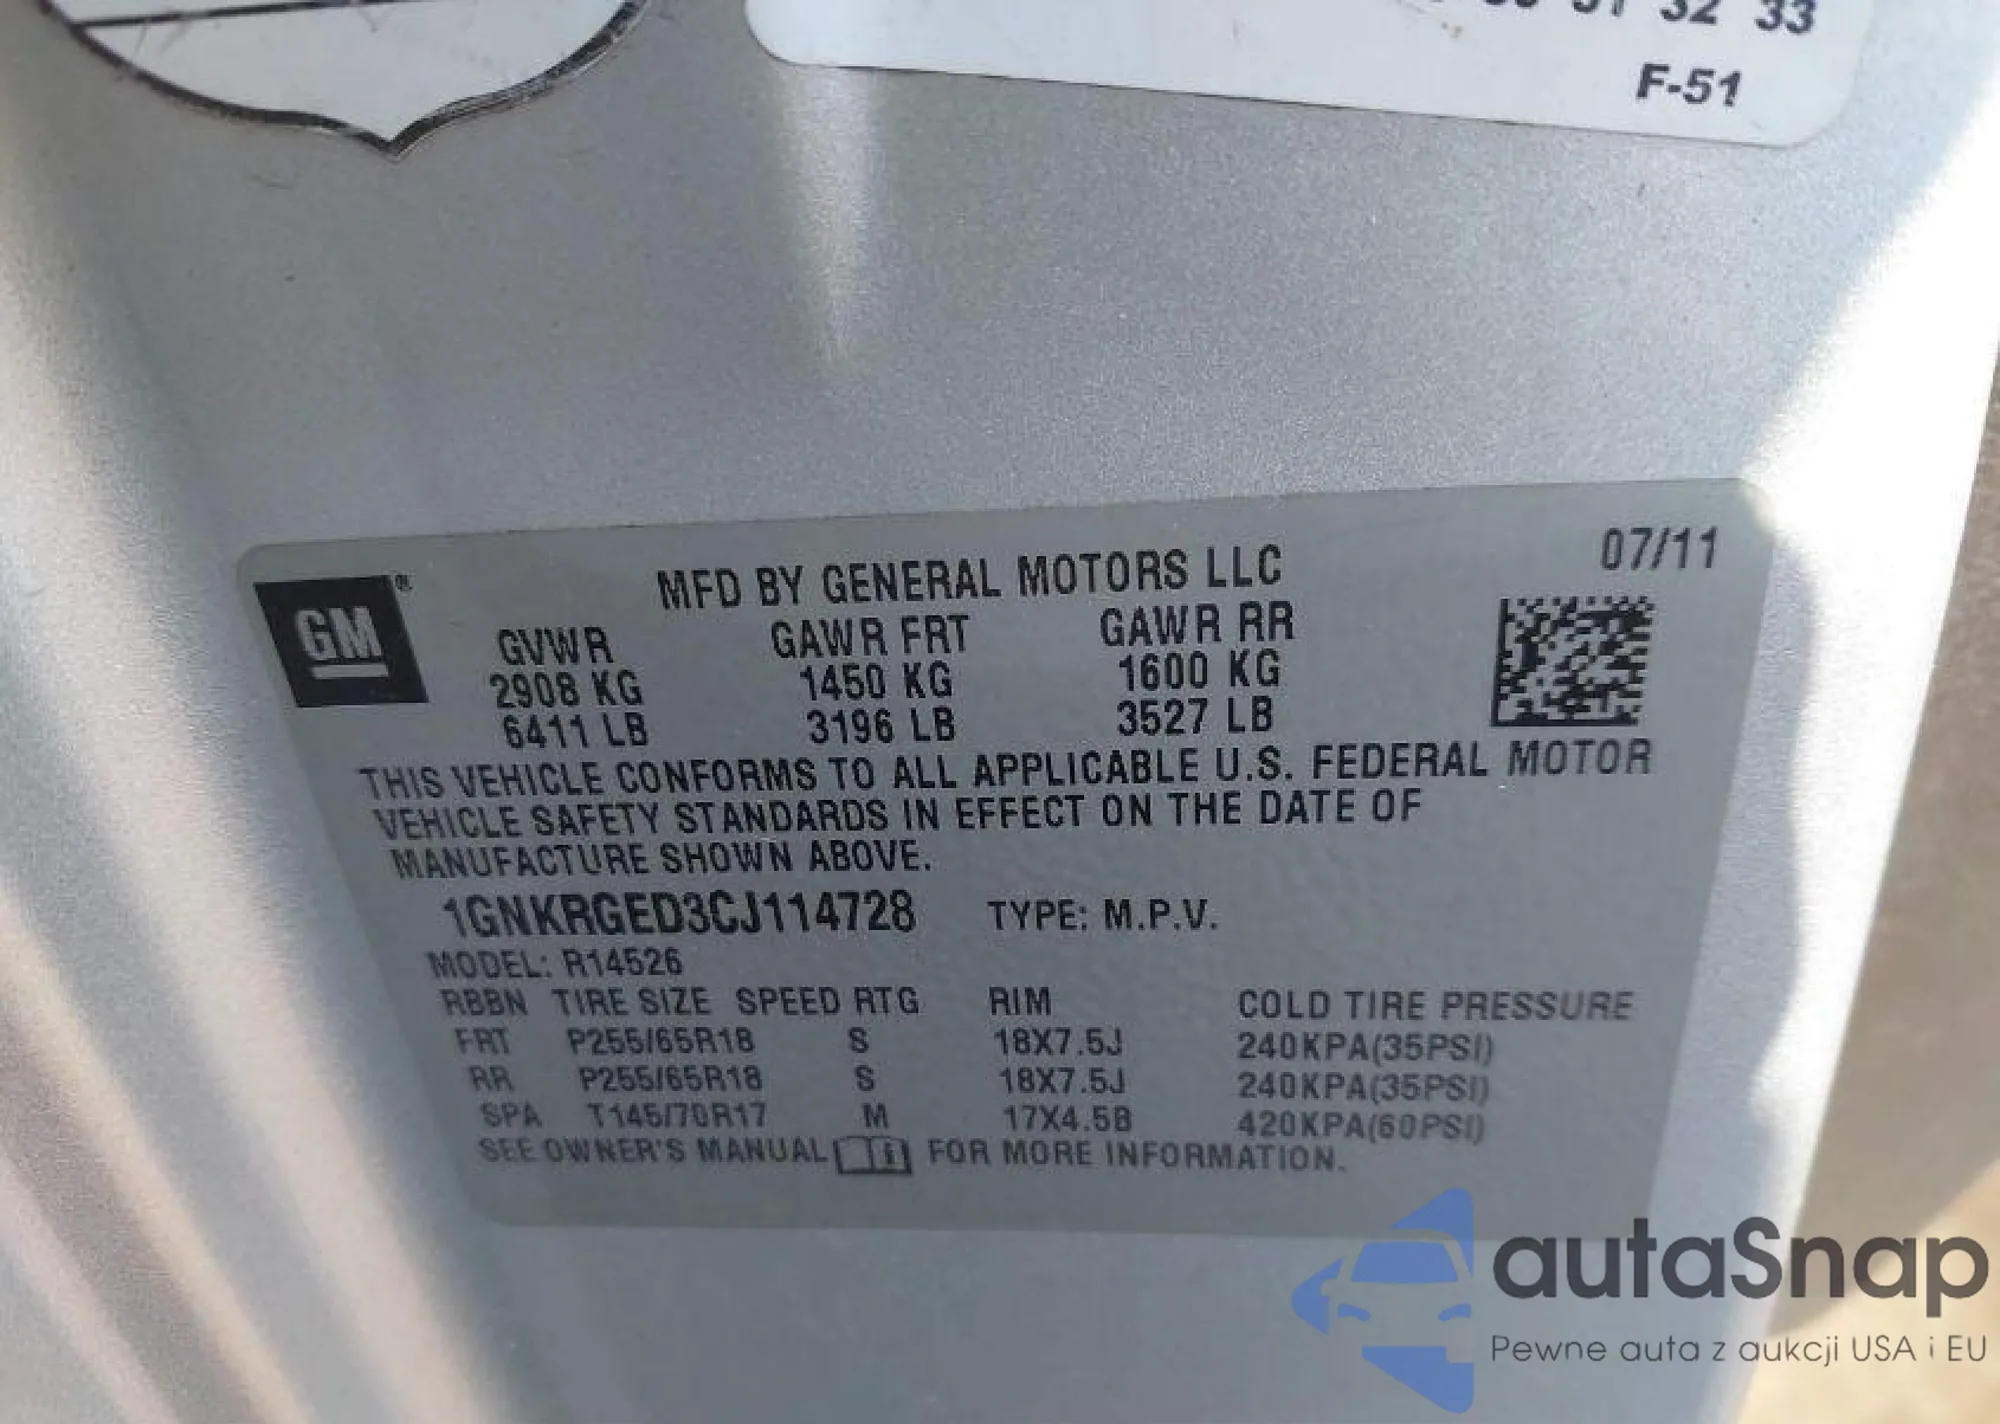 32 33
F-51
07/11
GM®
MFD BY GENERAL MOTORS LLC
GVWR GAWR FRT GAWR RR
2908 KG 1450 KG 1600 KG
6411 LB 3196 LB 3527 LB
THIS VEHICLE CONFORMS TO ALL APPLICABLE U.S. FEDERAL MOTOR
VEHICLE SAFETY STANDARDS IN EFFECT ON THE DATE OF
MANUFACTURE SHOWN ABOVE.
1GNKRGED3CJ114728 TYPE: M.P.V.
MODEL: R14526
RBBN TIRE SIZE SPEED RTG RIM COLD TIRE PRESSURE
FRT P255/65R18 S 18X7.5J 240KPA(35PSI)
RR P255/65R18 S 18X7.5J 240KPA(35PSI)
SPA T145/70R17 M 17X4.5B 420KPA(60PSI)
SEE OWNER'S MANUAL FOR MORE INFORMATION.
autaSnap
Pewne auta z aukcji USA i EU